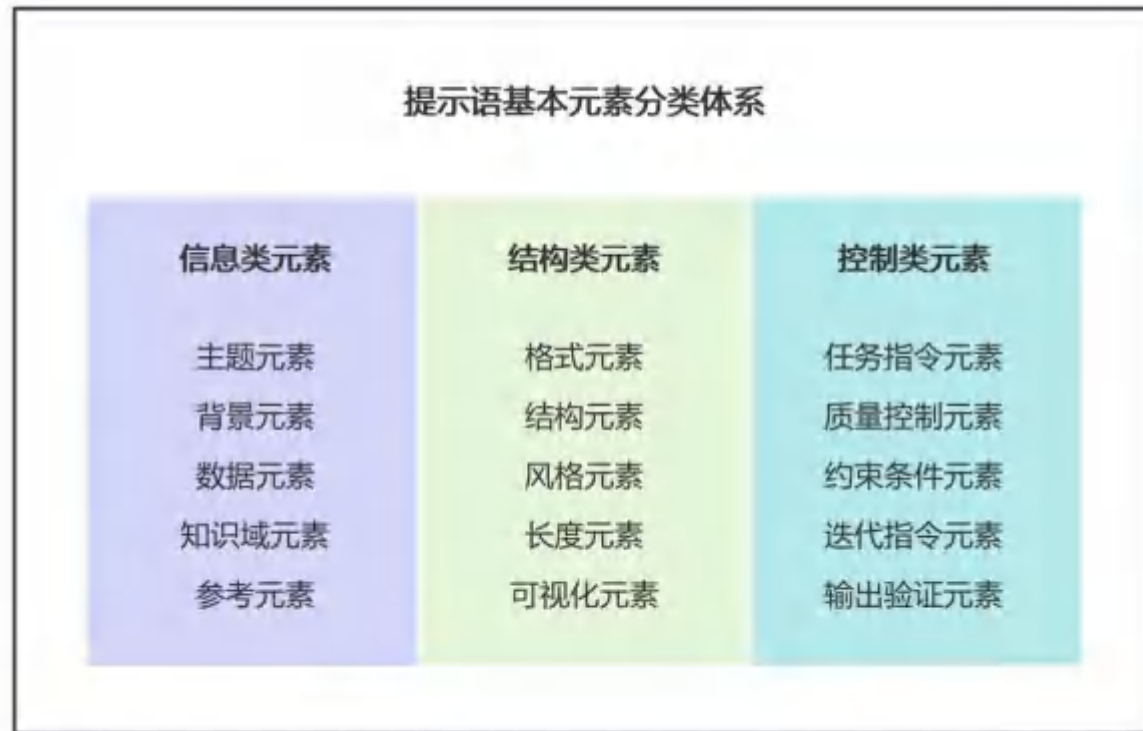 提示语基本元素分类体系
信息类元素
主题元素
背景元素
数据元素
知识域元素
参考元素
结构类元素
格式元素
结构元素
风格元素
长度元素
可视化元素
控制类元素
任务指令元素
质量控制元素
约束条件元素
迭代指令元素
输出验证元素